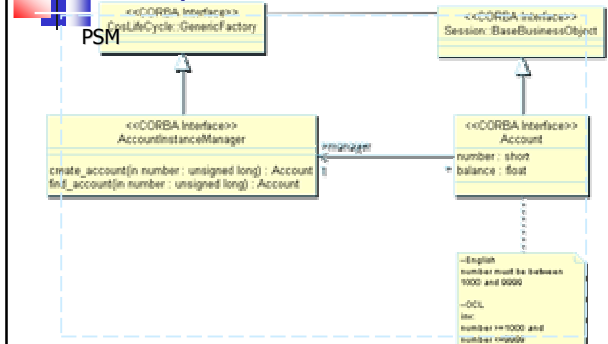 PSM
<<CORBA Interface>>
CosLifeCycle::GenericFactory
<<CORBA Interface>>
Session::BaseBusinessObject
<<CORBA Interface>>
AccountInstanceManager
create_account(in number : unsigned long) : Account
find_account(in number : unsigned long) : Account
+manager
1
*
<<CORBA Interface>>
Account
number : short
balance : float
--English
number must be between
1000 and 9999
--OCL
inv:
number >=1000 and
number <=9999